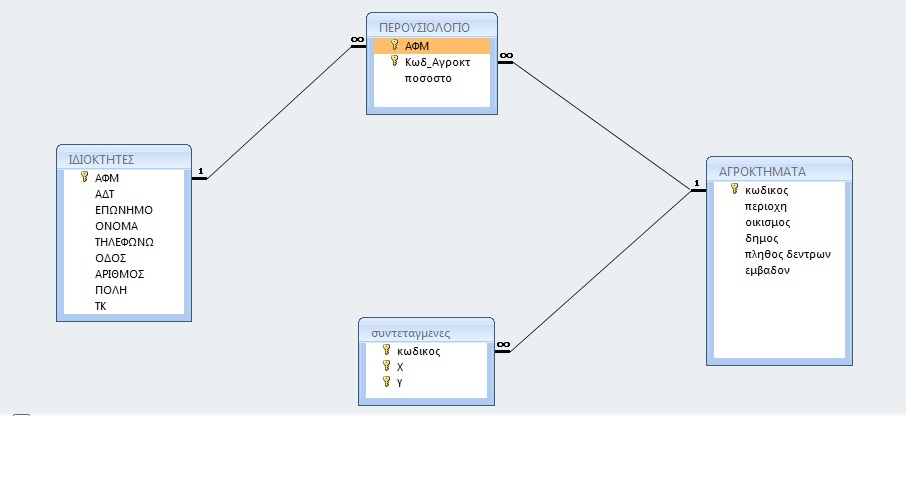 ΠΕΡΟΥΣΙΟΛΟΓΙΟ
ΑΦΜ
Κωδ_Αγροκτ
ποσοστο
∞
∞
ΙΔΙΟΚΤΗΤΕΣ
ΑΦΜ
ΑΔΤ
ΕΠΩΝΗΜΟ
ΟΝΟΜΑ
ΤΗΛΕΦΩΝΩ
ΟΔΟΣ
ΑΡΙΘΜΟΣ
ΠΟΛΗ
ΤΚ
1
ΑΓΡΟΚΤΗΜΑΤΑ
κωδικος
περιοχη
οικισμος
δημος
πληθος δεντρων
εμβαδον
1
συντεταγμενες
κωδικος
Χ
γ
∞